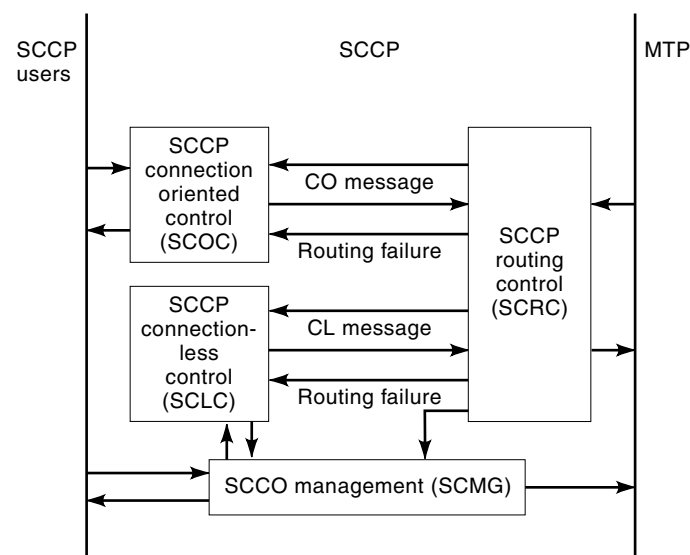 SCCP
users
SCCP
MTP
SCCP
connection
oriented
control
(SCOC)
CO message
Routing failure
SCCP
routing
control
(SCRC)
SCCP
connection-
less
control
(SCLC)
CL message
Routing failure
SCCO management (SCMG)